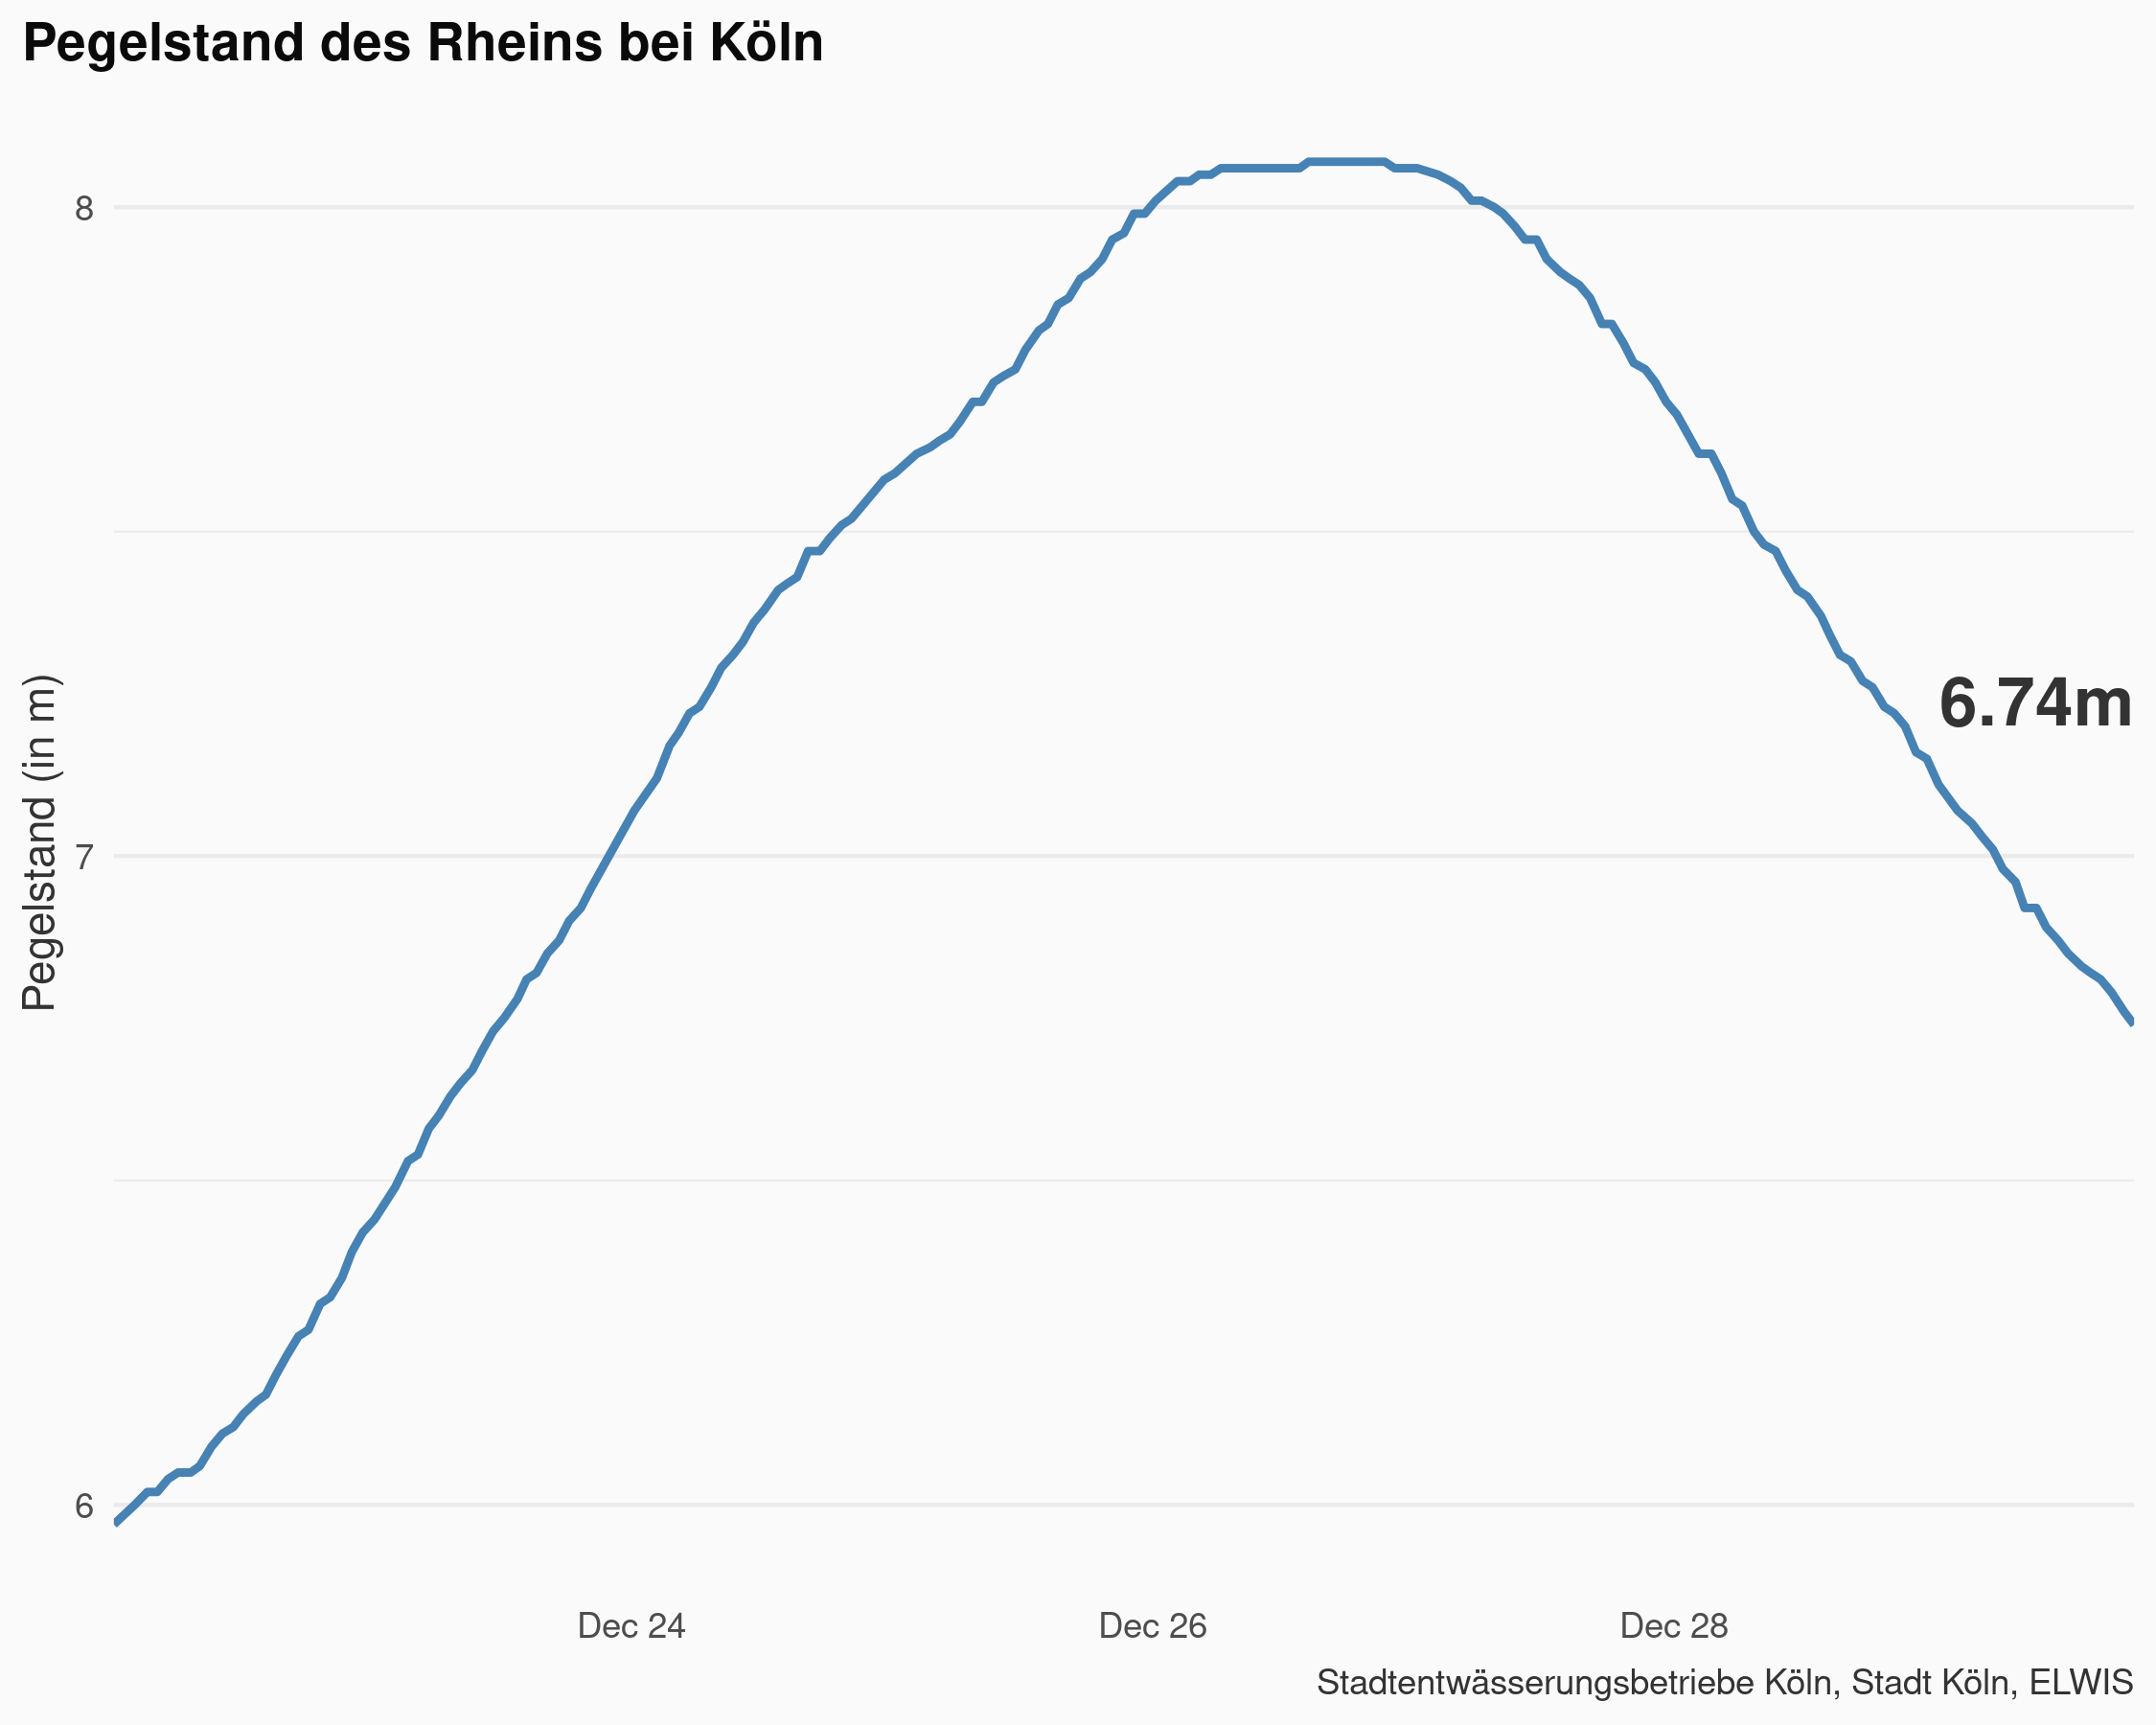 Pegelstand des Rheins bei Köln
Pegelstand (in m)
8
7
6
6.74m
Dec 24
Dec 26
Dec 28
Stadtentwässerungsbetriebe Köln, Stadt Köln, ELWIS